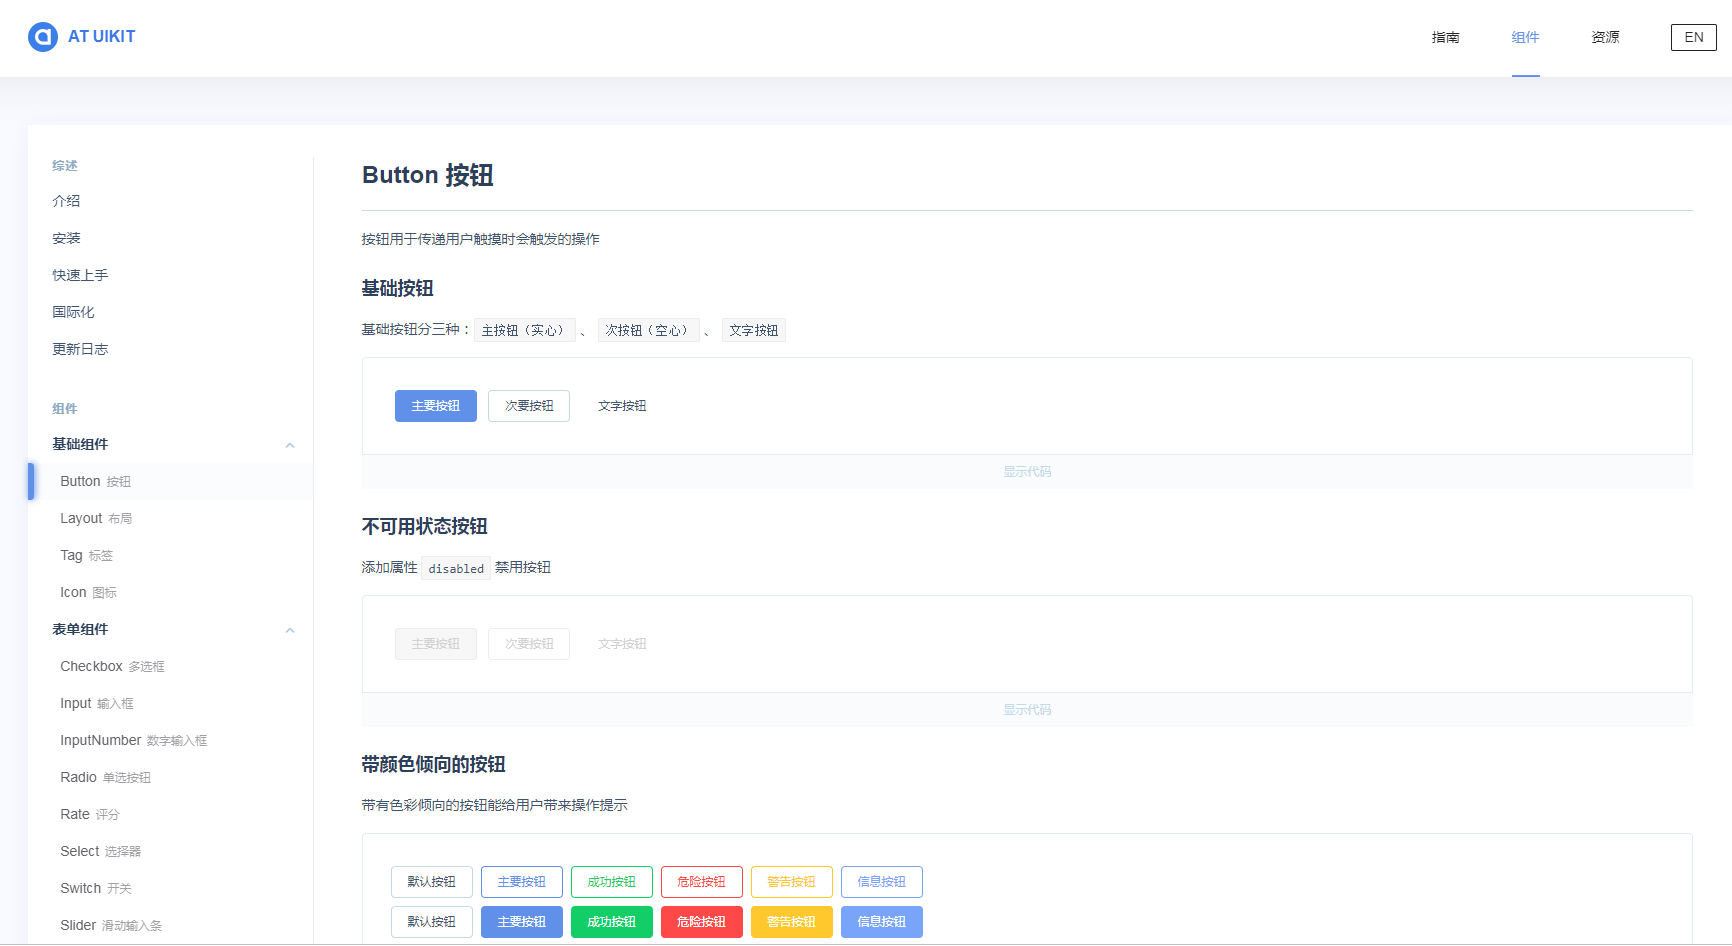 AT UIKIT
指南 组件 资源 EN
综述
介绍
安装
快速上手
国际化
更新日志
组件
基础组件
Button 按钮
Layout 布局
Tag 标签
Icon 图标
表单组件
Checkbox 多选框
Input 输入框
InputNumber 数字输入框
Radio 单选按钮
Rate 评分
Select 选择器
Switch 开关
Slider 滑动输入条
Button 按钮
按钮用于传递用户触摸时会触发的操作
基础按钮
基础按钮分三种： 主按钮（实心） 、 次按钮（空心） 、 文字按钮
主要按钮 次要按钮 文字按钮
显示代码
不可用状态按钮
添加属性 disabled 禁用按钮
主要按钮 次要按钮 文字按钮
显示代码
带颜色倾向的按钮
带有色彩倾向的按钮能给用户带来操作提示
默认按钮 主要按钮 成功按钮 危险按钮 警告按钮 信息按钮
默认按钮 主要按钮 成功按钮 危险按钮 警告按钮 信息按钮